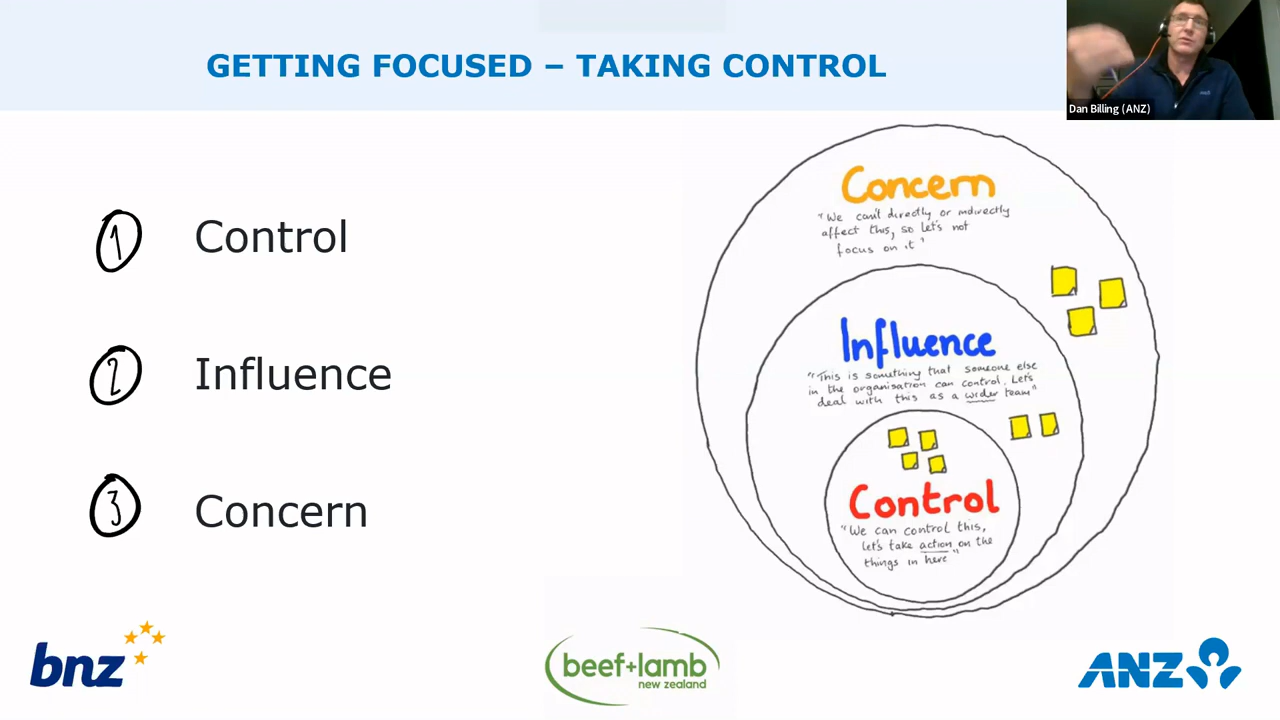 GETTING FOCUSED – TAKING CONTROL
Dan Billing (ANZ)
1 Control
2 Influence
3 Concern
Concern
"We can't directly or indirectly
affect this, so let's not
focus on it"
Influence
"This is something that someone else
in the organisation can control. Let's
deal with this as a wider team"
Control
"We can control this,
let's take action on the
things in here"
bnz
beef+lamb
new zealand
ANZ